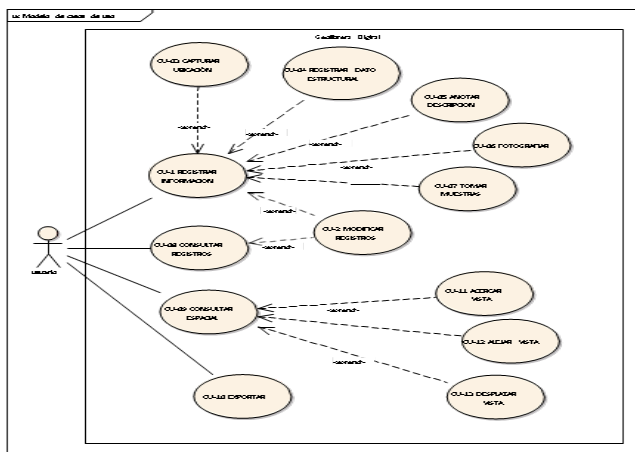 uc Modelo de casos de uso
Geolibreta Digital
CU-03 CAPTURAR
UBICACIÓN
CU-04 REGISTRAR DATO
ESTRUCTURAL
CU-05 ANOTAR
DESCRIPCION
«extend»
«extend»
«extend»
CU-06 FOTOGRAFIAR
CU-1 REGISTRAR
INFORMACION
«extend»
CU-07 TOMAR
MUESTRAS
«extend»
CU-2 MODIFICAR
REGISTROS
CU-08 CONSULTAR
REGISTROS
«extend»
usuario
CU-09 CONSULTAR
ESPACIAL
CU-11 ACERCAR
VISTA
«extend»
CU-12 ALEJAR VISTA
«extend»
CU-10 EXPORTAR
CU-13 DESPLAZAR
VISTA